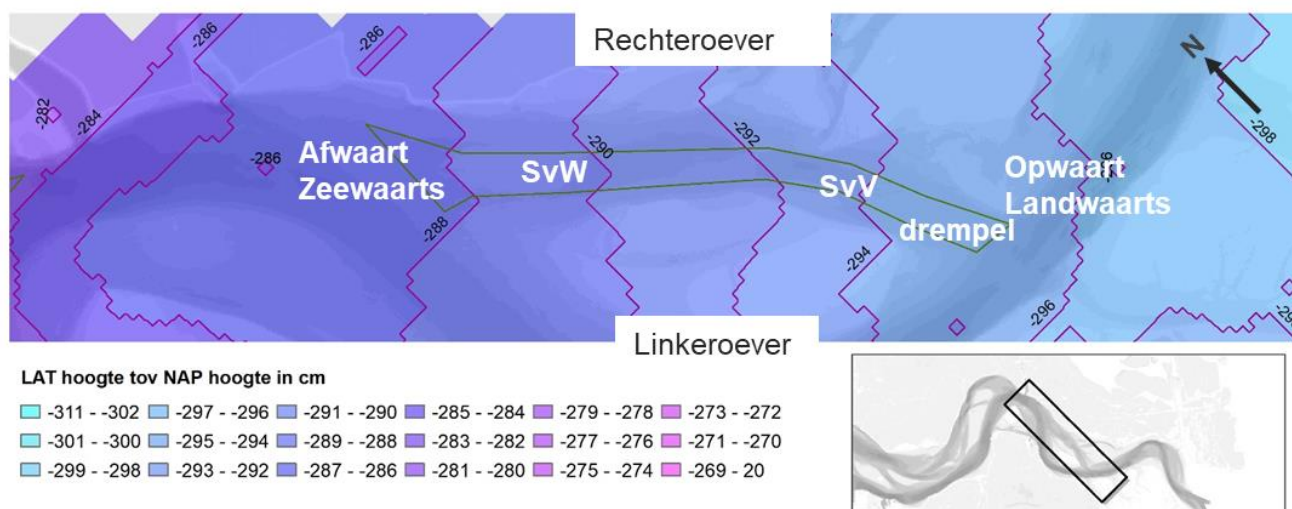 Rechteroever
-286
-286
-282
-284
N
-298
-292
-290
-286
Afwaart
Zeewaarts
SvW
SvV
Opwaart
Landwaarts
drempel
-288
-294
-296
Linkeroever
LAT hoogte tov NAP hoogte in cm
-311 - -302 -297 - -296 -291 - -290 -285 - -284 -279 - -278 -273 - -272
-301 - -300 -295 - -294 -289 - -288 -283 - -282 -277 - -276 -271 - -270
-299 - -298 -293 - -292 -287 - -286 -281 - -280 -275 - -274 -269 - 20